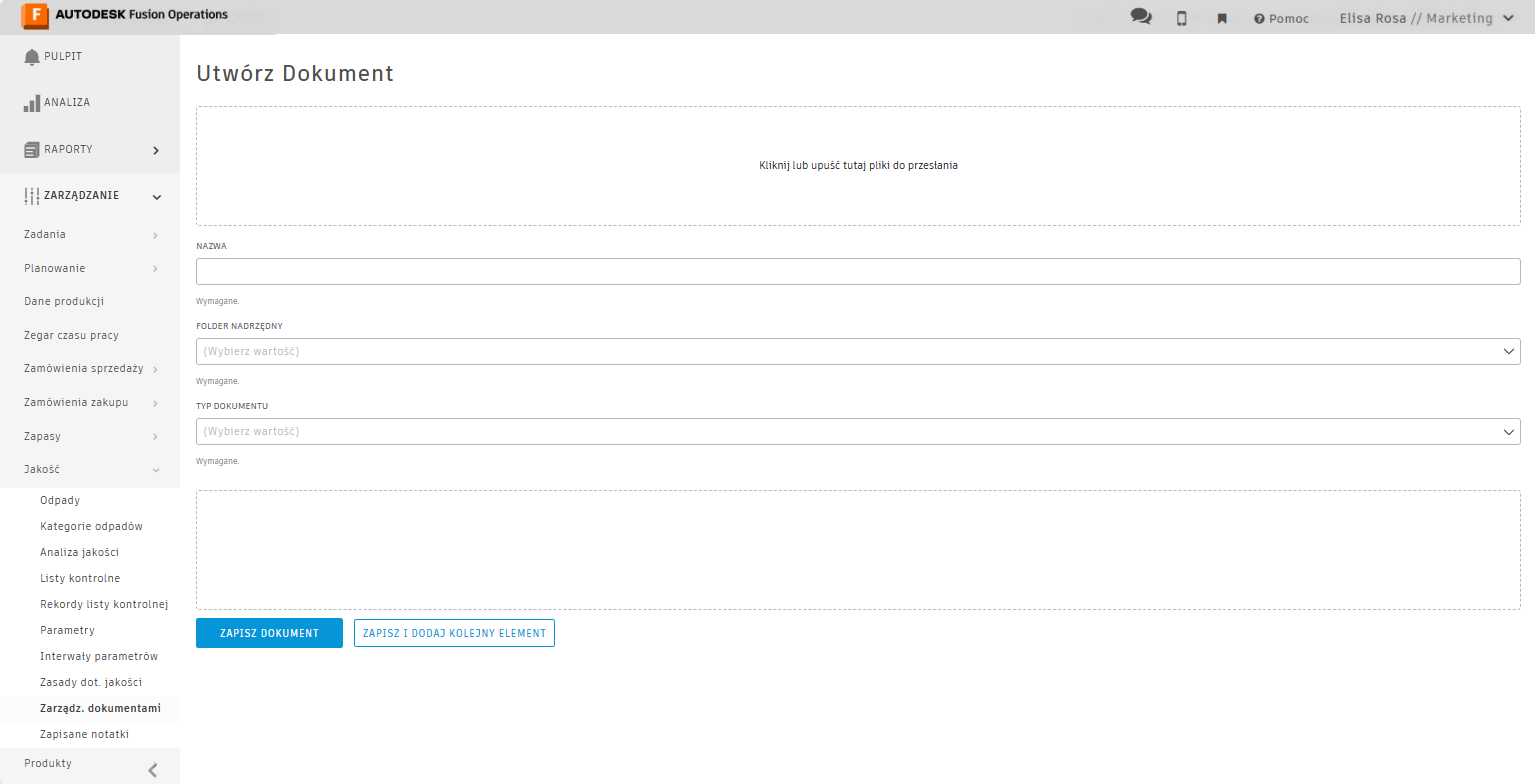 F AUTODESK Fusion Operations
Pomoc
Elisa Rosa // Marketing
PULPIT
ANALIZA
RAPORTY
ZARZĄDZANIE
Zadania
Planowanie
Dane produkcji
Zegar czasu pracy
Zamówienia sprzedaży
Zamówienia zakupu
Zapasy
Jakość
Odpady
Kategorie odpadów
Analiza jakości
Listy kontrolne
Rekordy listy kontrolnej
Parametry
Interwały parametrów
Zasady dot. jakości
Zarządz. dokumentami
Zapisane notatki
Produkty
Utwórz Dokument
Kliknij lub upuść tutaj pliki do przesłania
NAZWA
Wymagane.
FOLDER NADRZĘDNY
(Wybierz wartość)
Wymagane.
TYP DOKUMENTU
(Wybierz wartość)
Wymagane.
ZAPISZ DOKUMENT
ZAPISZ I DODAJ KOLEJNY ELEMENT